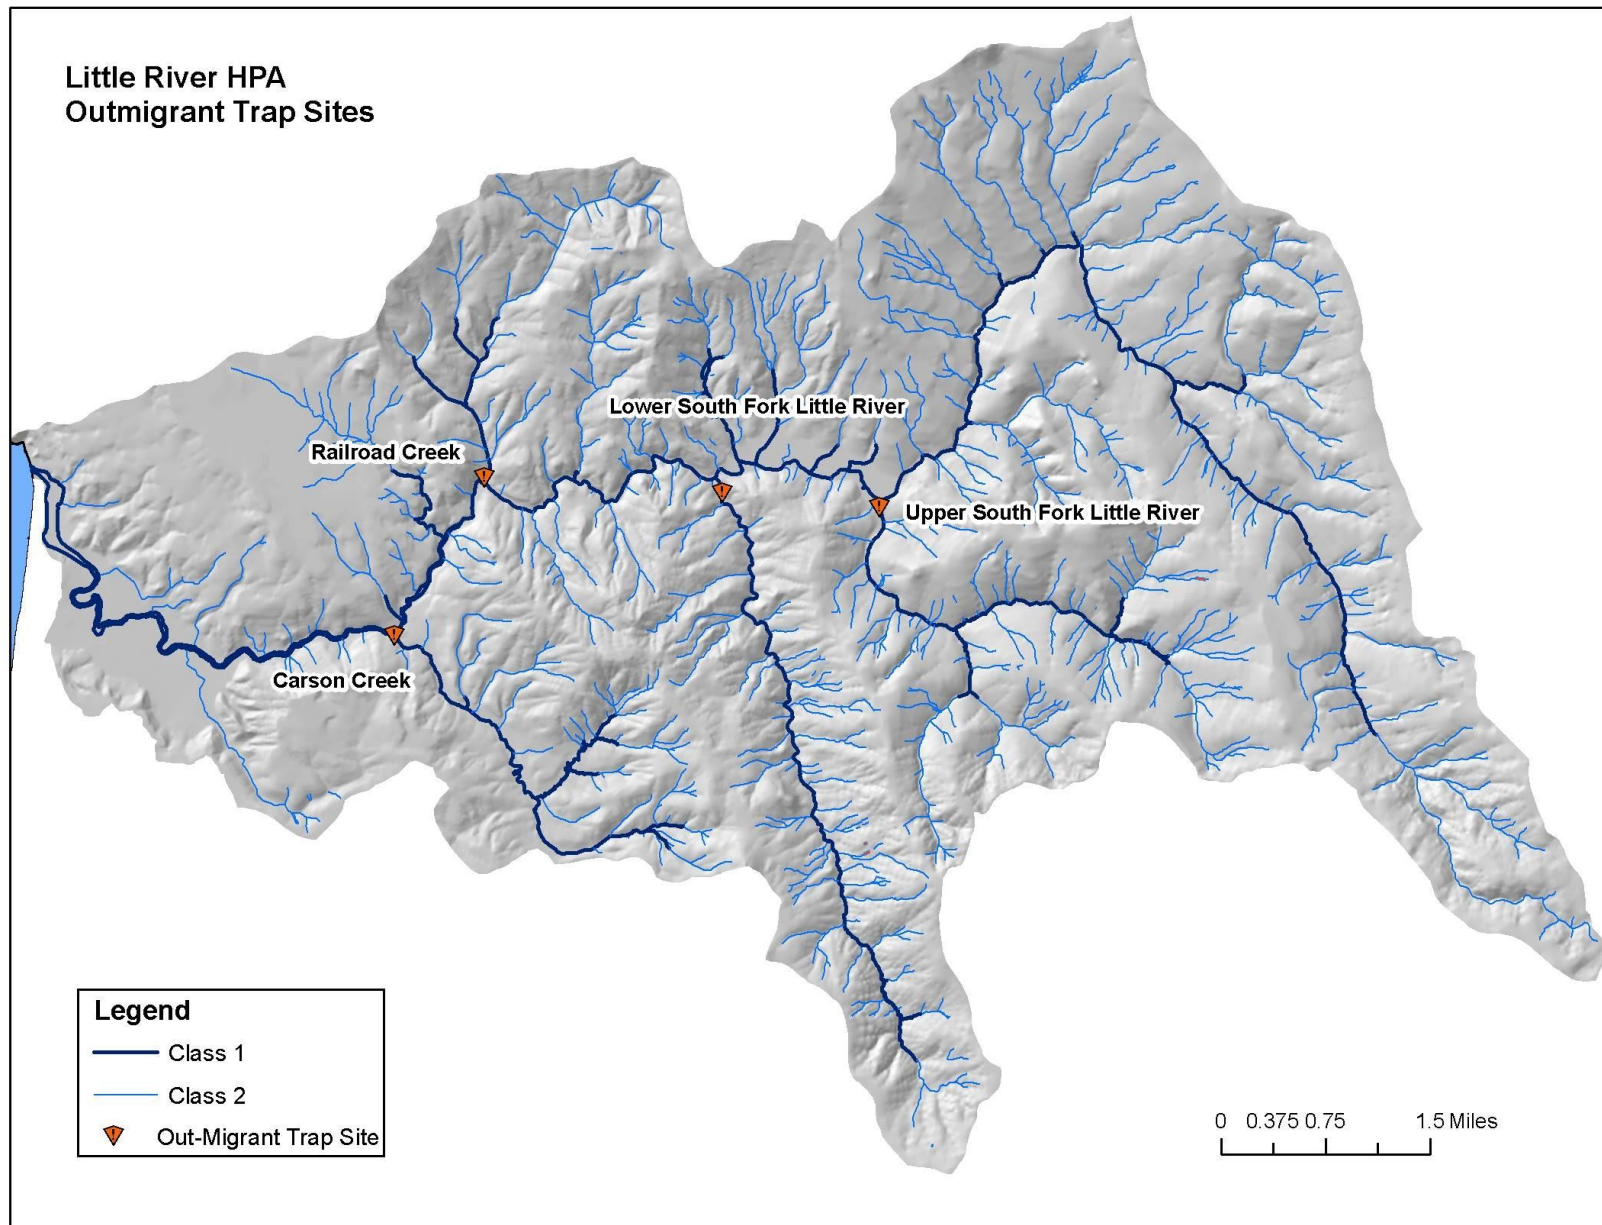 Little River HPA
Outmigrant Trap Sites
Lower South Fork Little River
Railroad Creek
Upper South Fork Little River
Carson Creek
Legend
Class 1
Class 2
Out-Migrant Trap Site
0 0.375 0.75 1.5 Miles